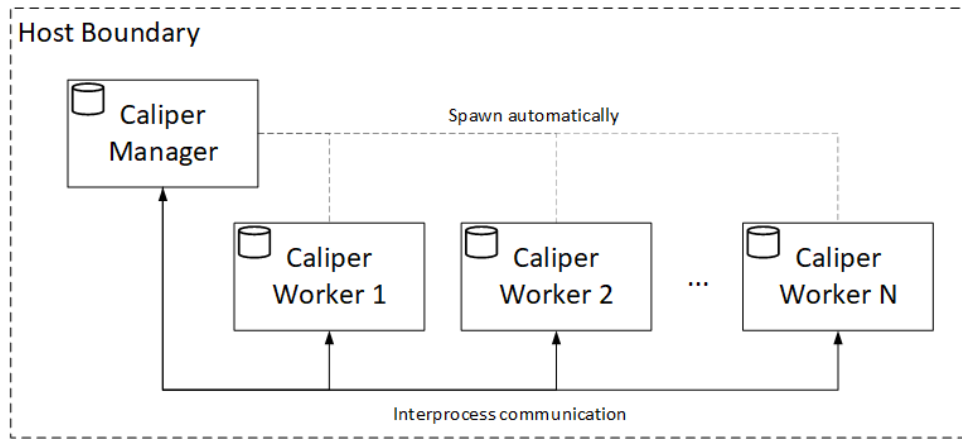 Host Boundary
Caliper
Manager
Spawn automatically
Caliper
Worker 1
Caliper
Worker 2
...
Caliper
Worker N
Interprocess communication